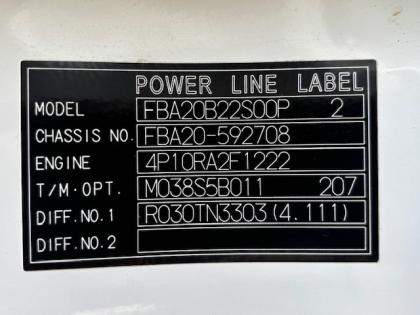 POWER LINE LABEL
MODEL FBA20B22S00P 2
CHASSIS NO. FBA20-592708
ENGINE 4P10RA2F1222
T/M·OPT. M038S5B011 207
DIFF.NO.1 R030TN3303(4.111)
DIFF.NO.2